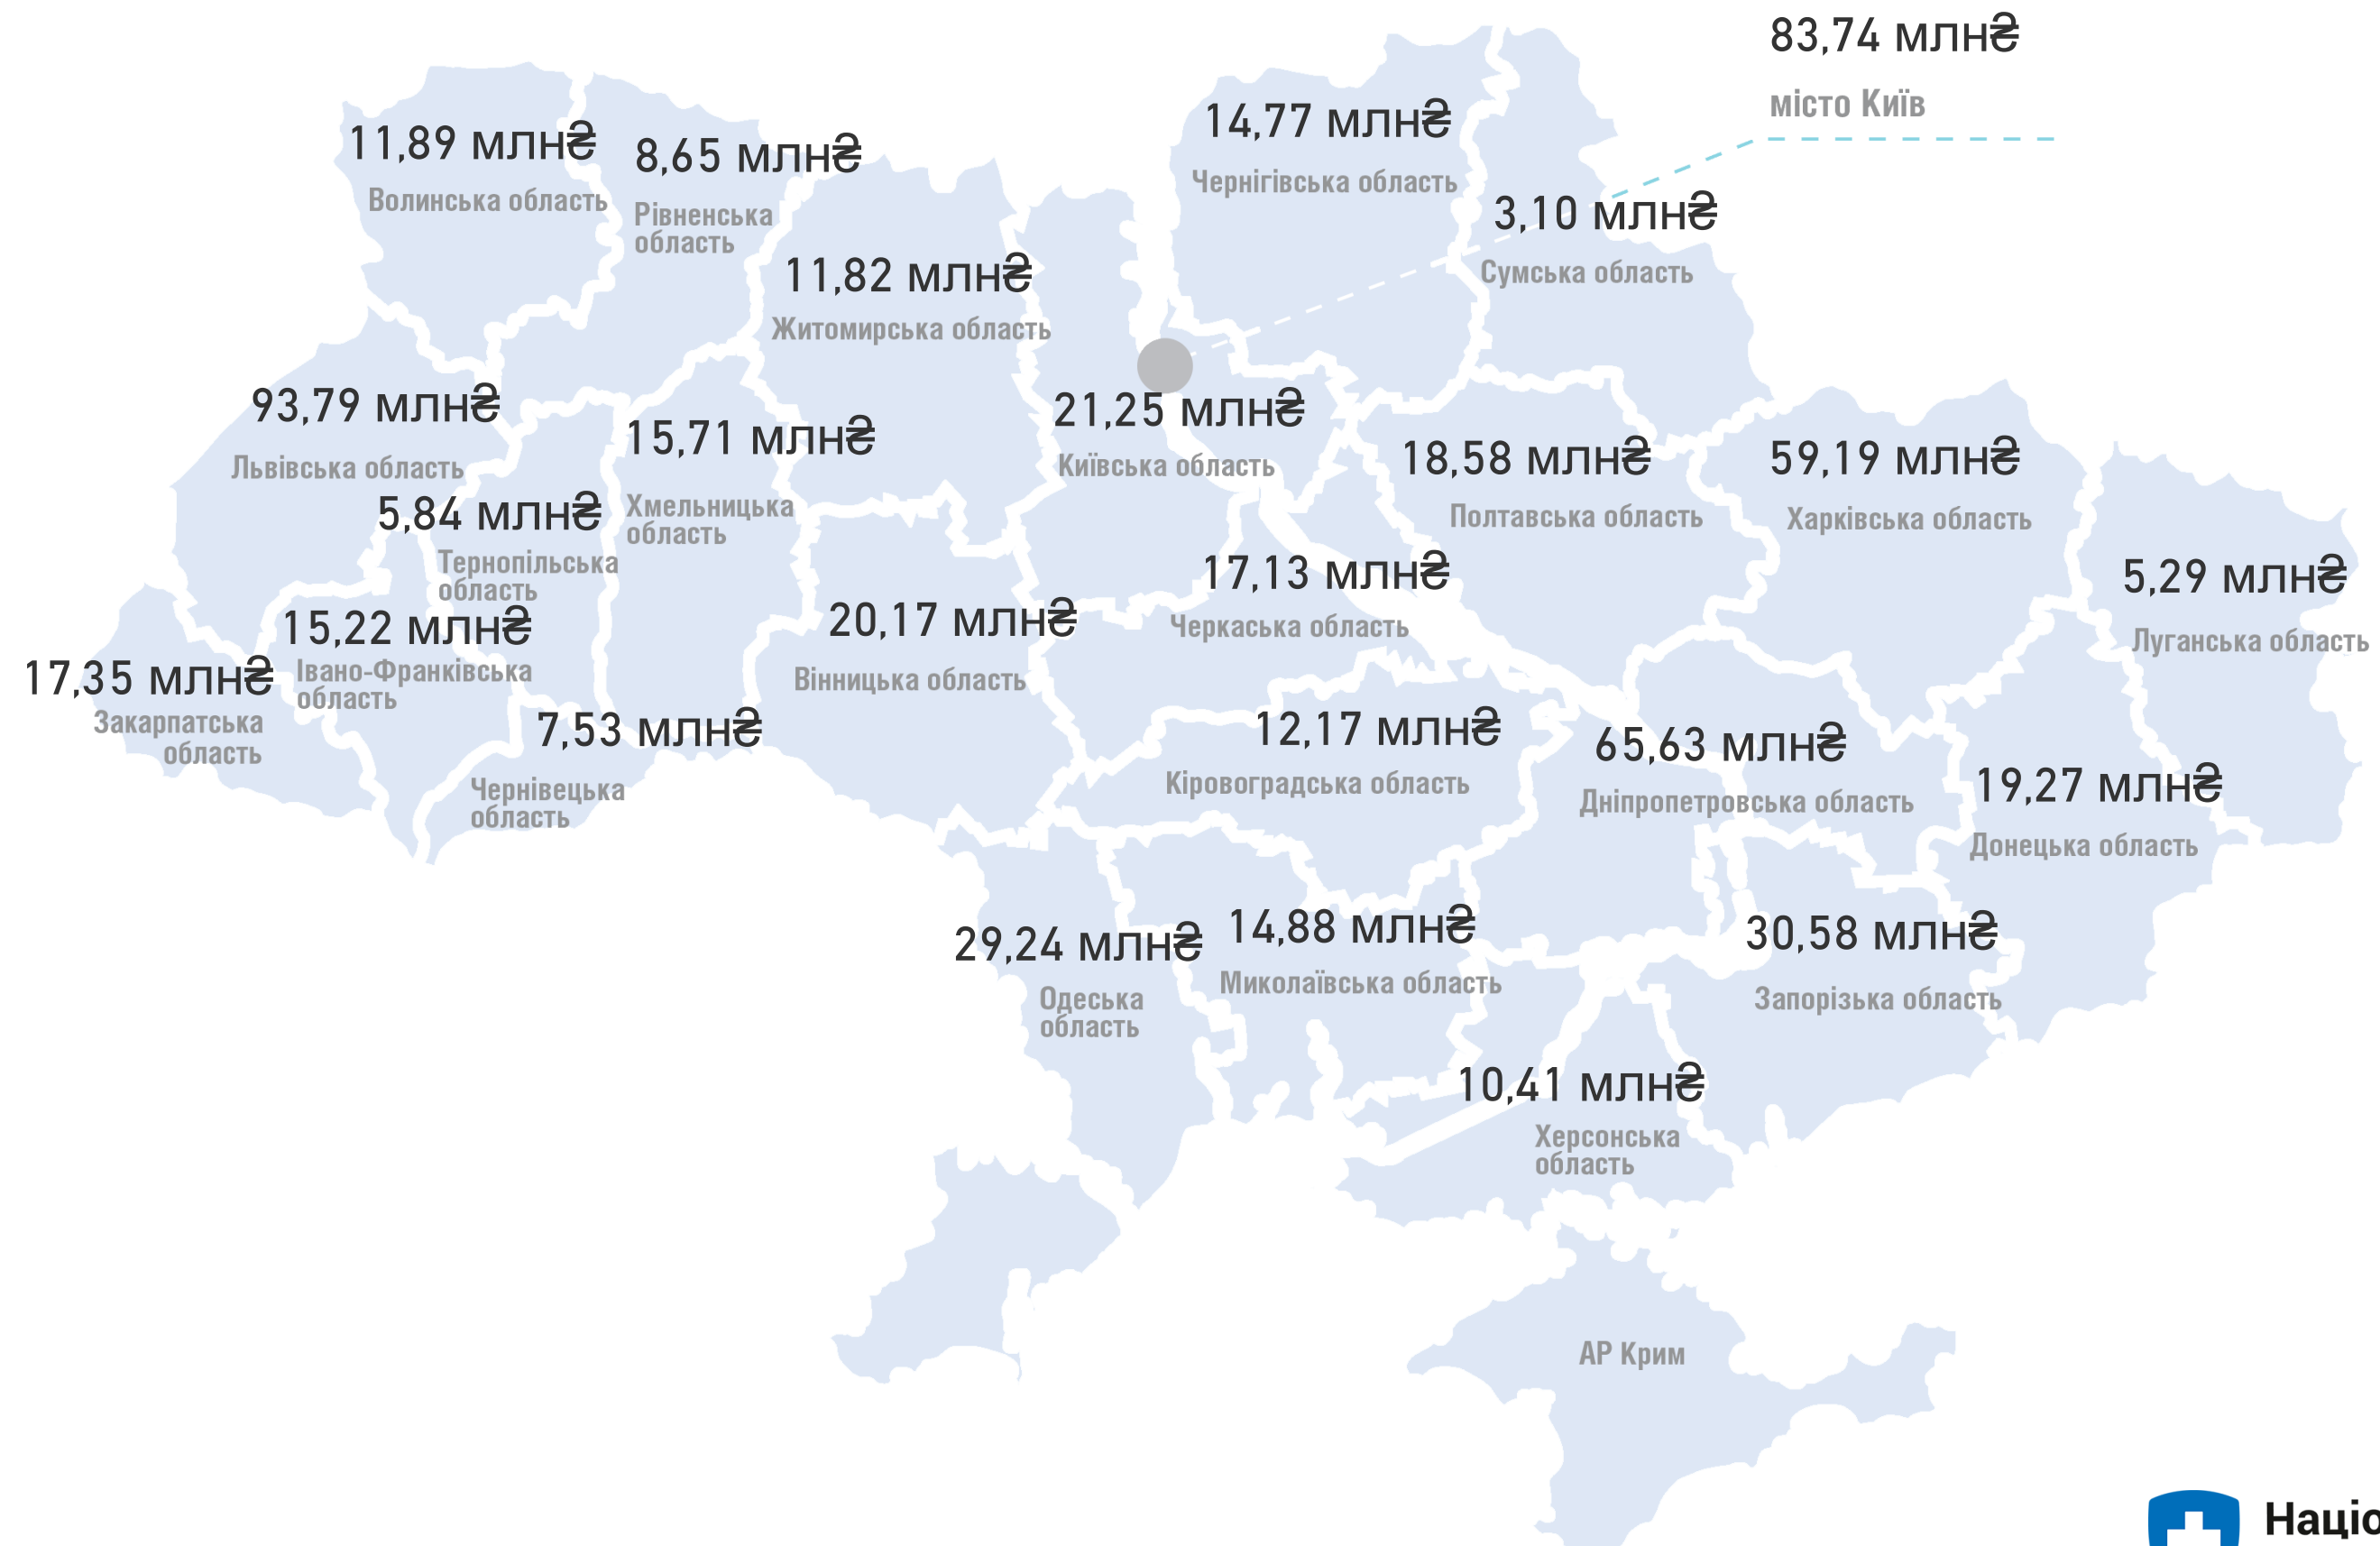 83,74 млн₴
місто Київ
14,77 млн₴
Чернігівська область
11,89 млн₴
Волинська область
8,65 млн₴
Рівненська
область
3,10 млн₴
Сумська область
11,82 млн₴
Житомирська область
93,79 млн₴
Львівська область
21,25 млн₴
Київська область
15,71 млн₴
Хмельницька
область
18,58 млн₴
Полтавська область
59,19 млн₴
Харківська область
5,84 млн₴
Тернопільська
область
17,13 млн₴
Черкаська область
5,29 млн₴
Луганська область
15,22 млн₴
Івано-Франківська
область
20,17 млн₴
Вінницька область
17,35 млн₴
Закарпатська
область
7,53 млн₴
Чернівецька
область
12,17 млн₴
Кіровоградська область
65,63 млн₴
Дніпропетровська область
19,27 млн₴
Донецька область
29,24 млн₴
Одеська
область
14,88 млн₴
Миколаївська область
30,58 млн₴
Запорізька область
10,41 млн₴
Херсонська
область
АР Крим